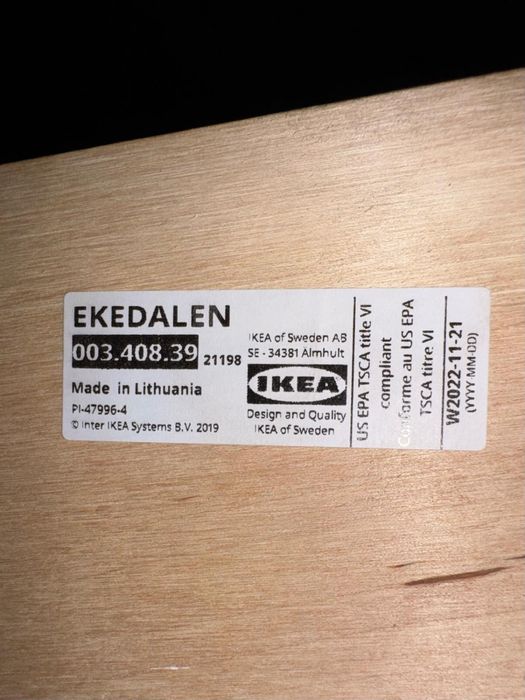 EKEDALEN
003.408.39 21198
Made in Lithuania
PI-47996-4
© Inter IKEA Systems B.V. 2019
IKEA of Sweden AB
SE - 34381 Älmhult
IKEA
Design and Quality
IKEA of Sweden
US EPA TSCA title VI
compliant
Conforme au US EPA
TSCA titre VI
W2022-11-21
(YYYY-MM-DD)